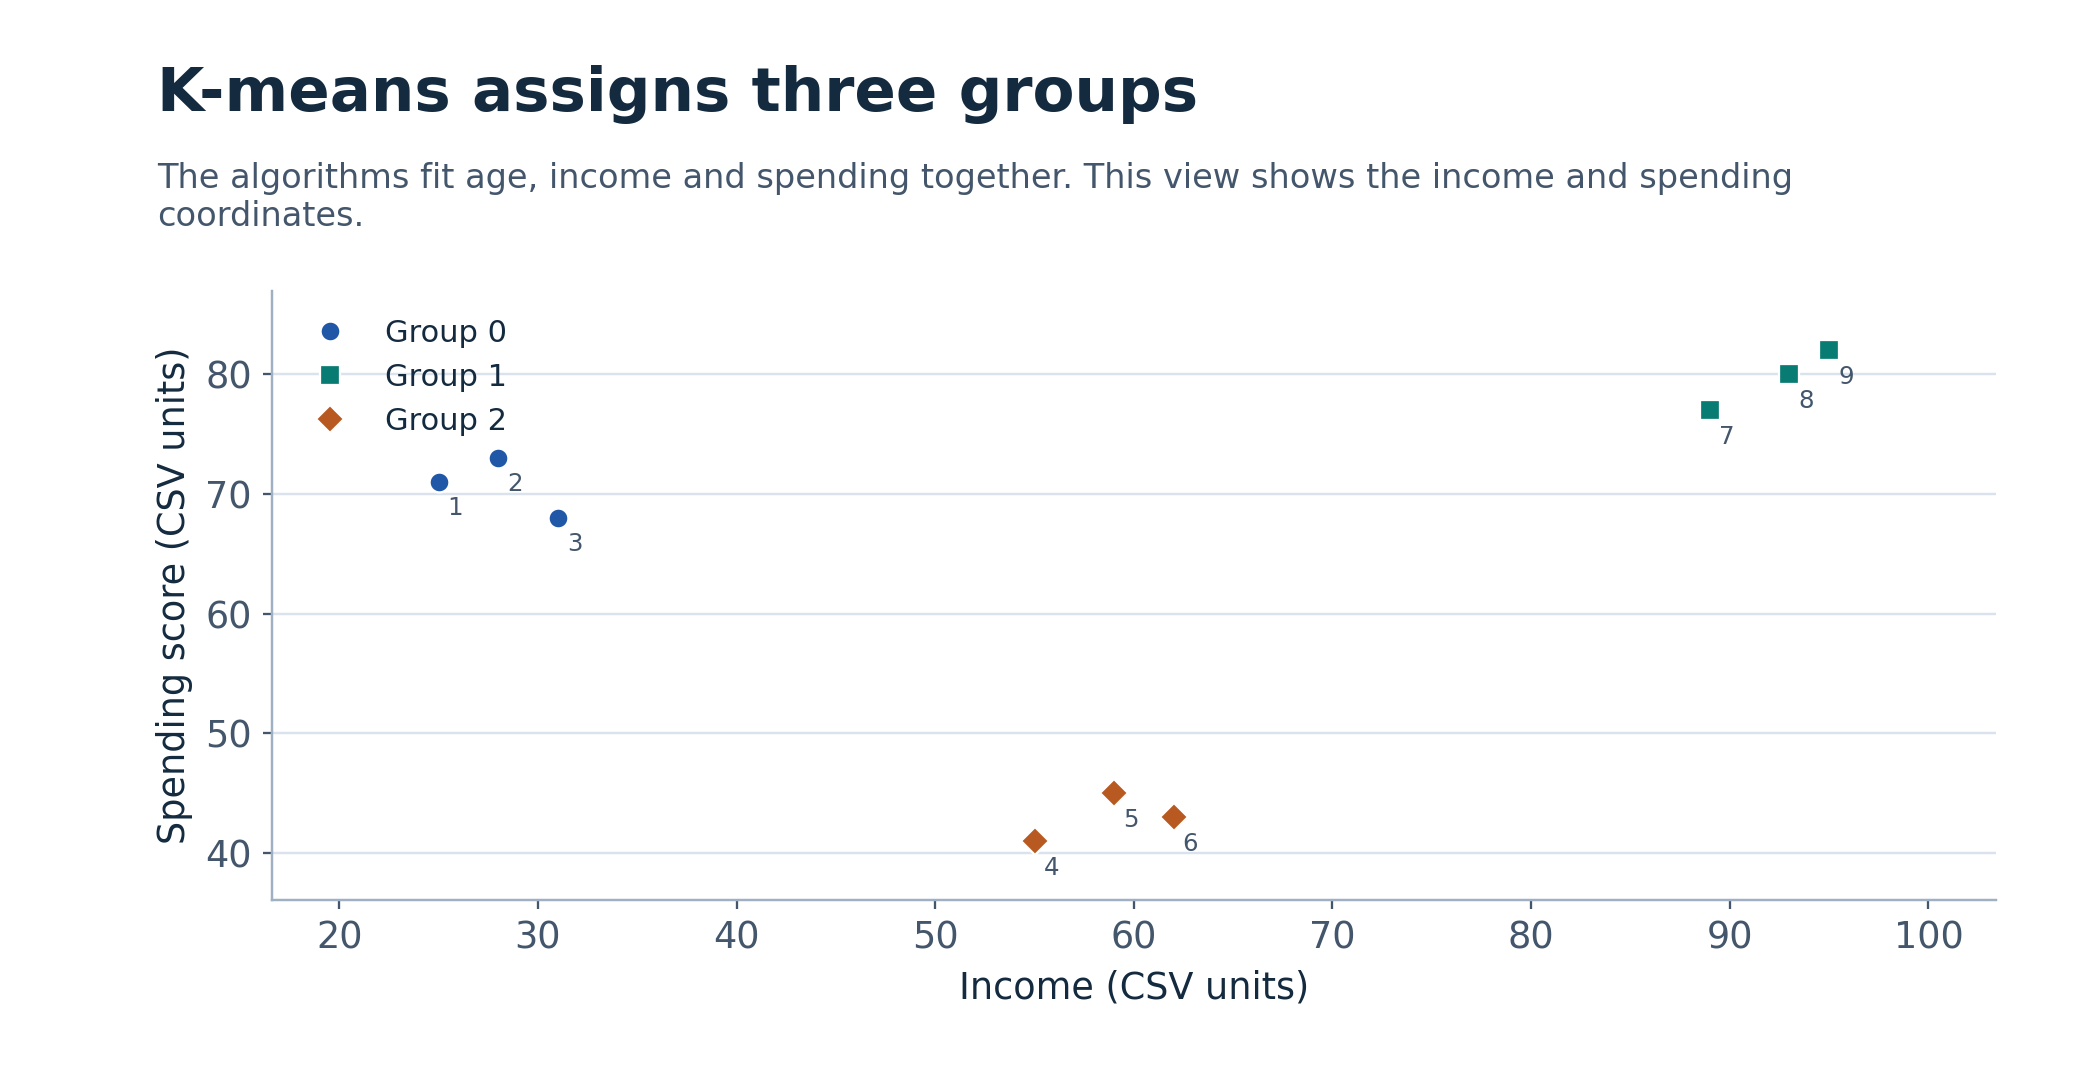 K-means assigns three groups
The algorithms fit age, income and spending together. This view shows the income and spending
coordinates.
Group 0
Group 1
Group 2
Spending score (CSV units)
80
70
60
50
40
1
2
3
4
5
6
7
8
9
20 30 40 50 60 70 80 90 100
Income (CSV units)